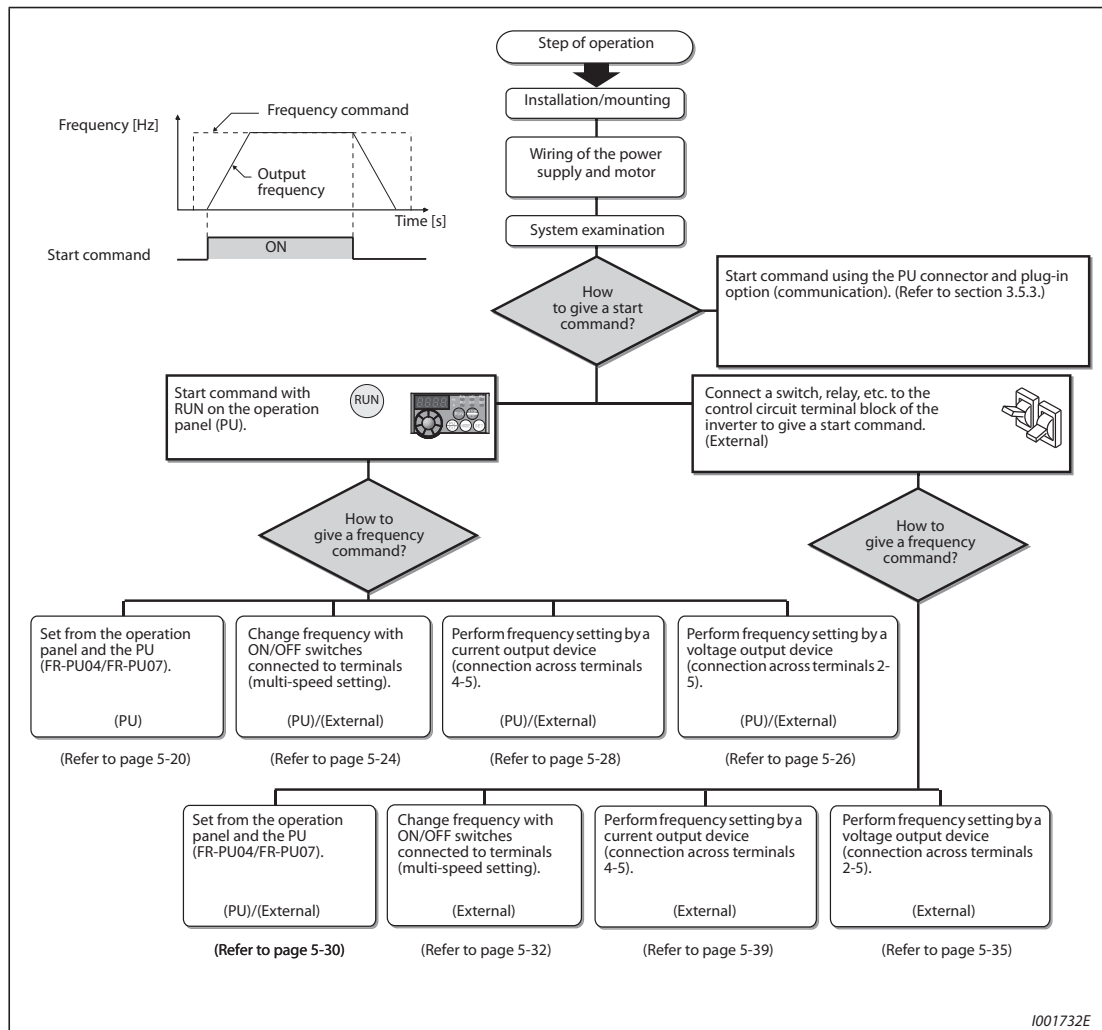 Step of operation
Installation/mounting
Wiring of the power
supply and motor
System examination
Frequency command
Frequency [Hz]
Output
frequency
Time [s]
Start command
ON
How
to give a start
command?
Start command using the PU connector and plug-in
option (communication). (Refer to section 3.5.3.)
Start command with
RUN on the operation
panel (PU).
RUN
Connect a switch, relay, etc. to the
control circuit terminal block of the
inverter to give a start command.
(External)
How to
give a frequency
command?
How to
give a frequency
command?
Set from the operation
panel and the PU
(FR-PU04/FR-PU07).
(PU)
(Refer to page 5-20)
Change frequency with
ON/OFF switches
connected to terminals
(multi-speed setting).
(PU)/(External)
(Refer to page 5-24)
Perform frequency setting by a
current output device
(connection across terminals
4-5).
(PU)/(External)
(Refer to page 5-28)
Perform frequency setting by a
voltage output device
(connection across terminals 2-
5).
(PU)/(External)
(Refer to page 5-26)
Set from the operation
panel and the PU
(FR-PU04/FR-PU07).
(PU)/(External)
(Refer to page 5-30)
Change frequency with
ON/OFF switches
connected to terminals
(multi-speed setting).
(External)
(Refer to page 5-32)
Perform frequency setting by a
current output device
(connection across terminals
4-5).
(External)
(Refer to page 5-39)
Perform frequency setting by a
voltage output device
(connection across terminals
2-5).
(External)
(Refer to page 5-35)
I001732E